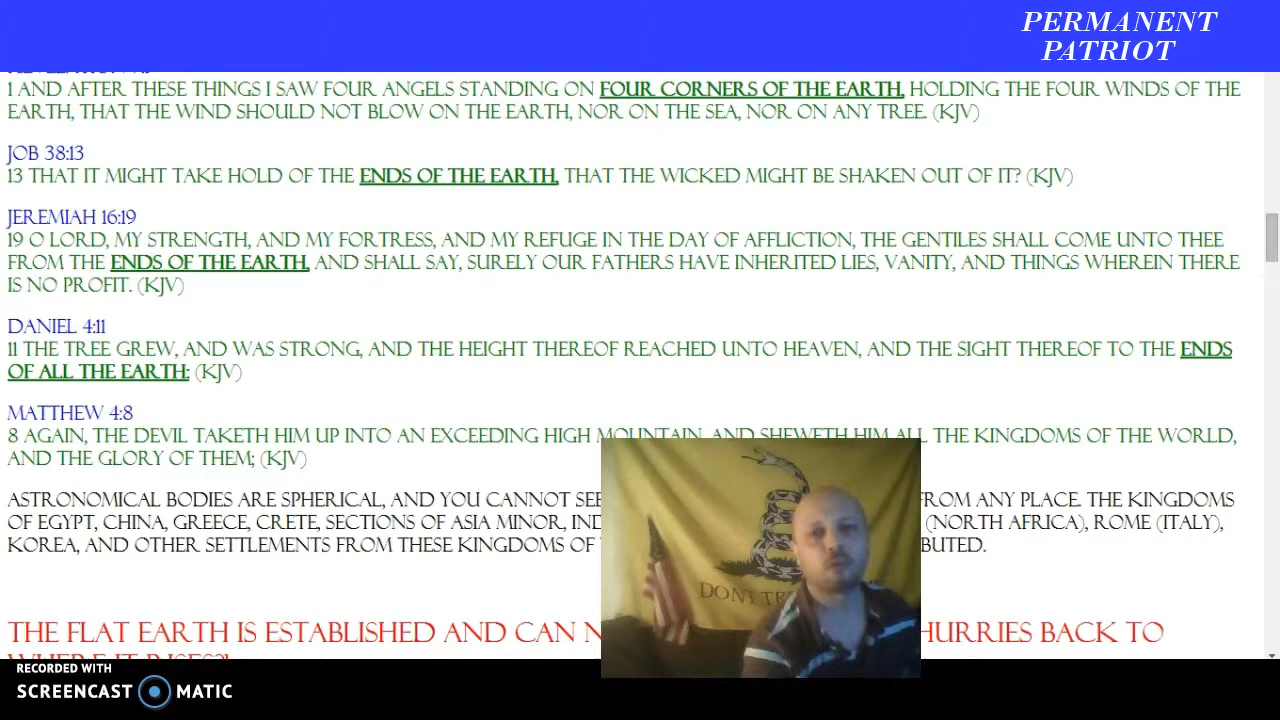 PERMANENT
PATRIOT
1 AND AFTER THESE THINGS I SAW FOUR ANGELS STANDING ON FOUR CORNERS OF THE EARTH, HOLDING THE FOUR WINDS OF THE
EARTH, THAT THE WIND SHOULD NOT BLOW ON THE EARTH, NOR ON THE SEA, NOR ON ANY TREE. (KJV)
JOB 38:13
13 THAT IT MIGHT TAKE HOLD OF THE ENDS OF THE EARTH, THAT THE WICKED MIGHT BE SHAKEN OUT OF IT? (KJV)
JEREMIAH 16:19
19 O LORD, MY STRENGTH, AND MY FORTRESS, AND MY REFUGE IN THE DAY OF AFFLICTION, THE GENTILES SHALL COME UNTO THEE
FROM THE ENDS OF THE EARTH, AND SHALL SAY, SURELY OUR FATHERS HAVE INHERITED LIES, VANITY, AND THINGS WHEREIN THERE
IS NO PROFIT. (KJV)
DANIEL 4:11
11 THE TREE GREW, AND WAS STRONG, AND THE HEIGHT THEREOF REACHED UNTO HEAVEN, AND THE SIGHT THEREOF TO THE ENDS
OF ALL THE EARTH: (KJV)
MATTHEW 4:8
8 AGAIN, THE DEVIL TAKETH HIM UP INTO AN EXCEEDING HIGH MOUNTAIN, AND SHEWETH HIM ALL THE KINGDOMS OF THE WORLD,
AND THE GLORY OF THEM; (KJV)
ASTRONOMICAL BODIES ARE SPHERICAL, AND YOU CANNOT SEE FROM ANY PLACE. THE KINGDOMS
OF EGYPT, CHINA, GREECE, CRETE, SECTIONS OF ASIA MINOR, (NORTH AFRICA), ROME (ITALY),
KOREA, AND OTHER SETTLEMENTS FROM THESE KINGDOMS OF
DONT
THE FLAT EARTH IS ESTABLISHED AND CAN HURRIES BACK TO
RECORDED WITH
SCREENCAST MATIC